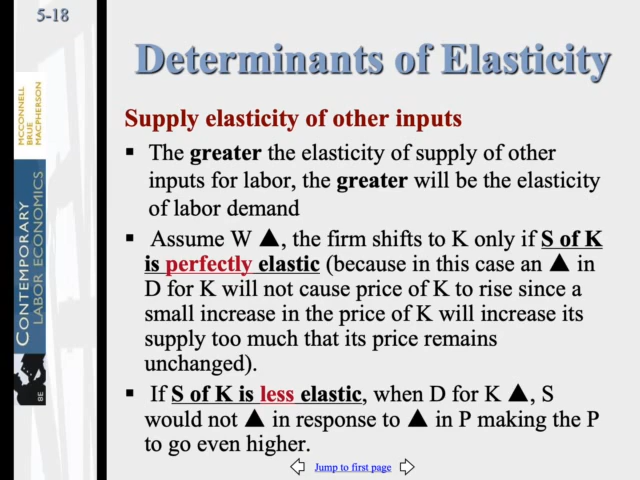 5-18
Determinants of Elasticity
MCCONNELL
BRUE
MACPHERSON
CONTEMPORARY
LABOR ECONOMICS
8E
Supply elasticity of other inputs
▪ The greater the elasticity of supply of other
inputs for labor, the greater will be the elasticity
of labor demand
▪ Assume W ▲, the firm shifts to K only if S of K
is perfectly elastic (because in this case an ▲ in
D for K will not cause price of K to rise since a
small increase in the price of K will increase its
supply too much that its price remains
unchanged).
▪ If S of K is less elastic, when D for K ▲, S
would not ▲ in response to ▲ in P making the P
to go even higher.
Jump to first page